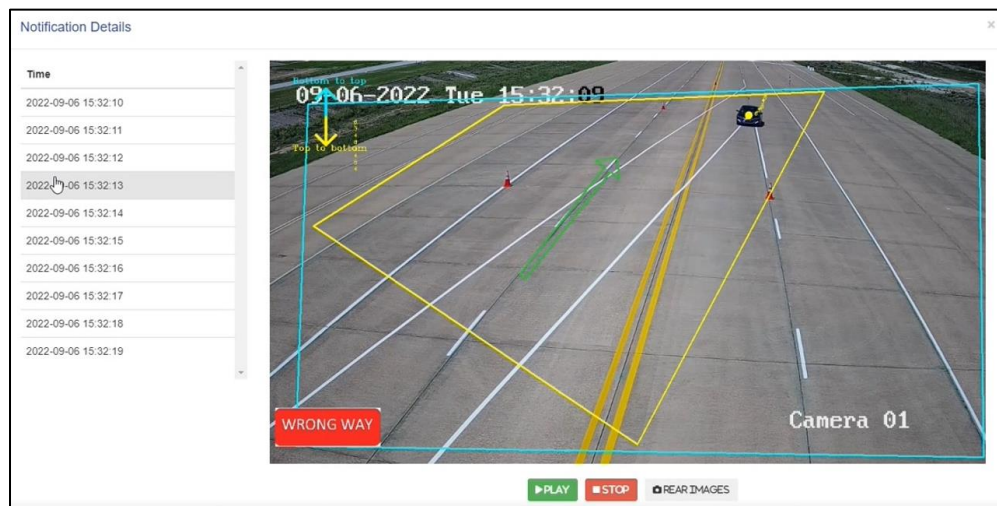 Notification Details
×
Time
2022-09-06 15:32:10
2022-09-06 15:32:11
2022-09-06 15:32:12
2022-09-06 15:32:13
2022-09-06 15:32:14
2022-09-06 15:32:15
2022-09-06 15:32:16
2022-09-06 15:32:17
2022-09-06 15:32:18
2022-09-06 15:32:19
Bottom to top
09-06-2022 Tue 15:32:09
Top to bottom
WRONG WAY
Camera 01
PLAY
STOP
REAR IMAGES